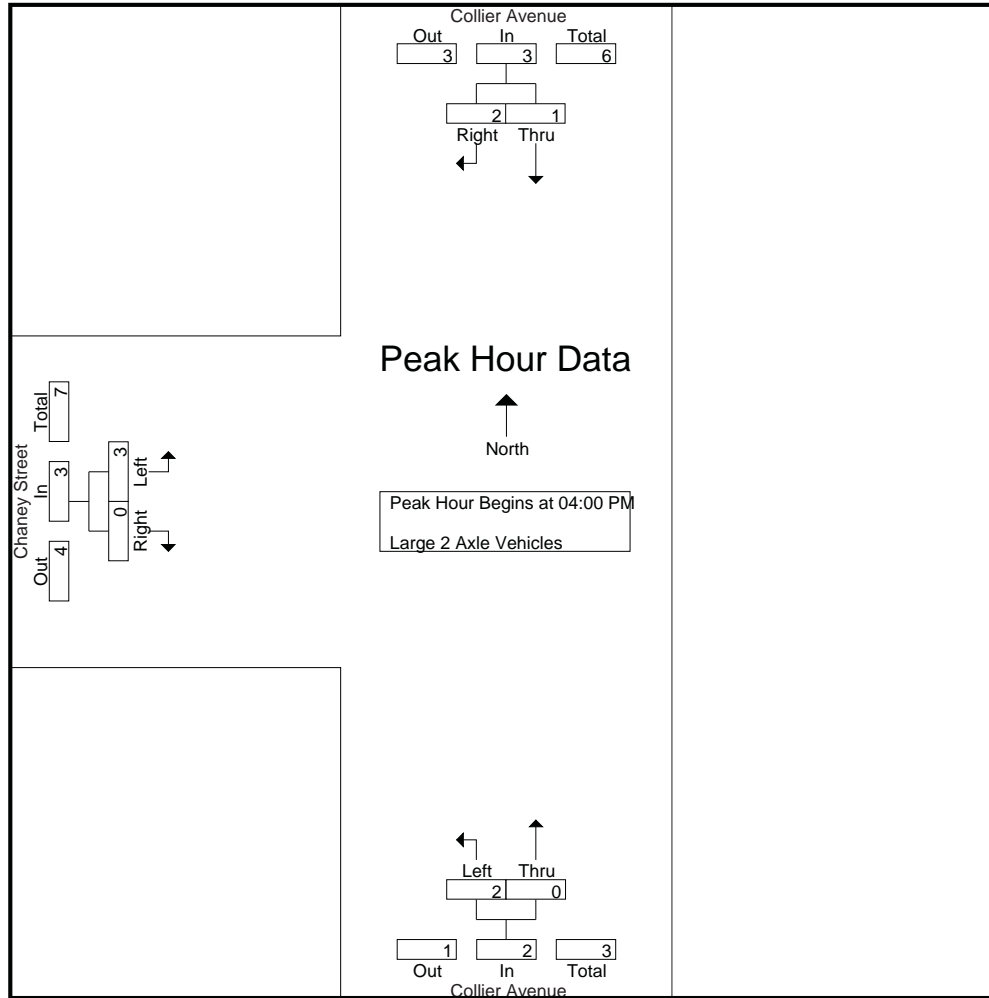 Collier Avenue
Out In Total
3 3 6
2 1
Right Thru
Peak Hour Data
North
Peak Hour Begins at 04:00 PM
Large 2 Axle Vehicles
Chaney Street
Out In Total
4 3 7
0 3
Right Left
Left Thru
2 0
1 2 3
Out In Total
Collier Avenue